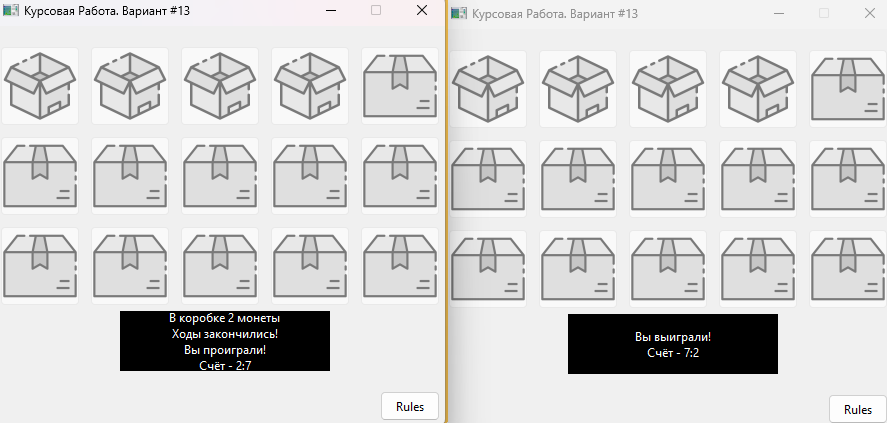 Курсовая Работа. Вариант #13
В коробке 2 монеты
Ходы закончились!
Вы проиграли!
Счёт - 2:7
Rules
Курсовая Работа. Вариант #13
Вы выиграли!
Счёт - 7:2
Rules